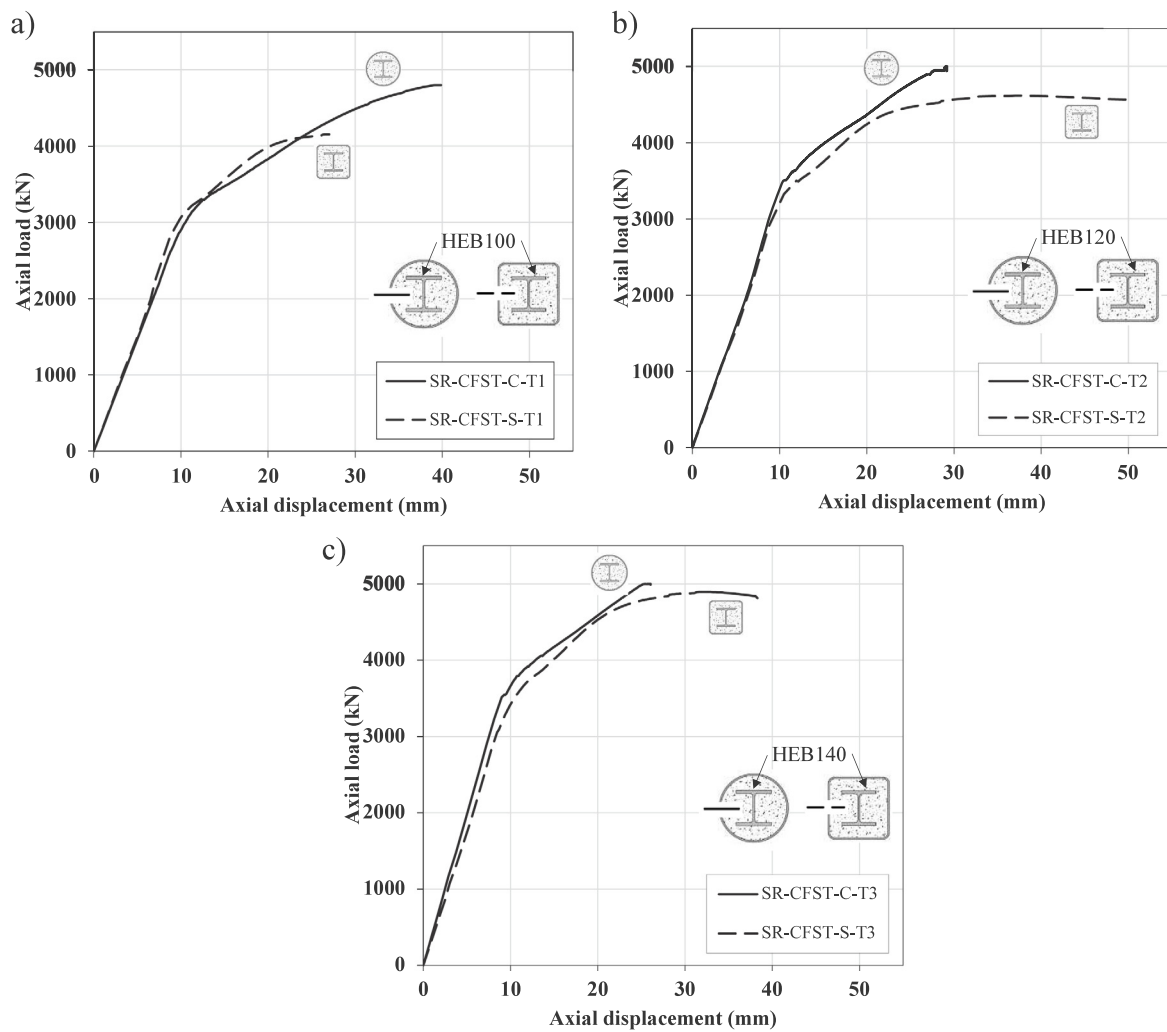 a)
5000
4000
3000
2000
1000
0
Axial load (kN)
HEB100
SR-CFST-C-T1
SR-CFST-S-T1
0 10 20 30 40 50
Axial displacement (mm)
b)
5000
4000
3000
2000
1000
0
Axial load (kN)
HEB120
SR-CFST-C-T2
SR-CFST-S-T2
0 10 20 30 40 50
Axial displacement (mm)
c)
5000
4000
3000
2000
1000
0
Axial load (kN)
HEB140
SR-CFST-C-T3
SR-CFST-S-T3
0 10 20 30 40 50
Axial displacement (mm)